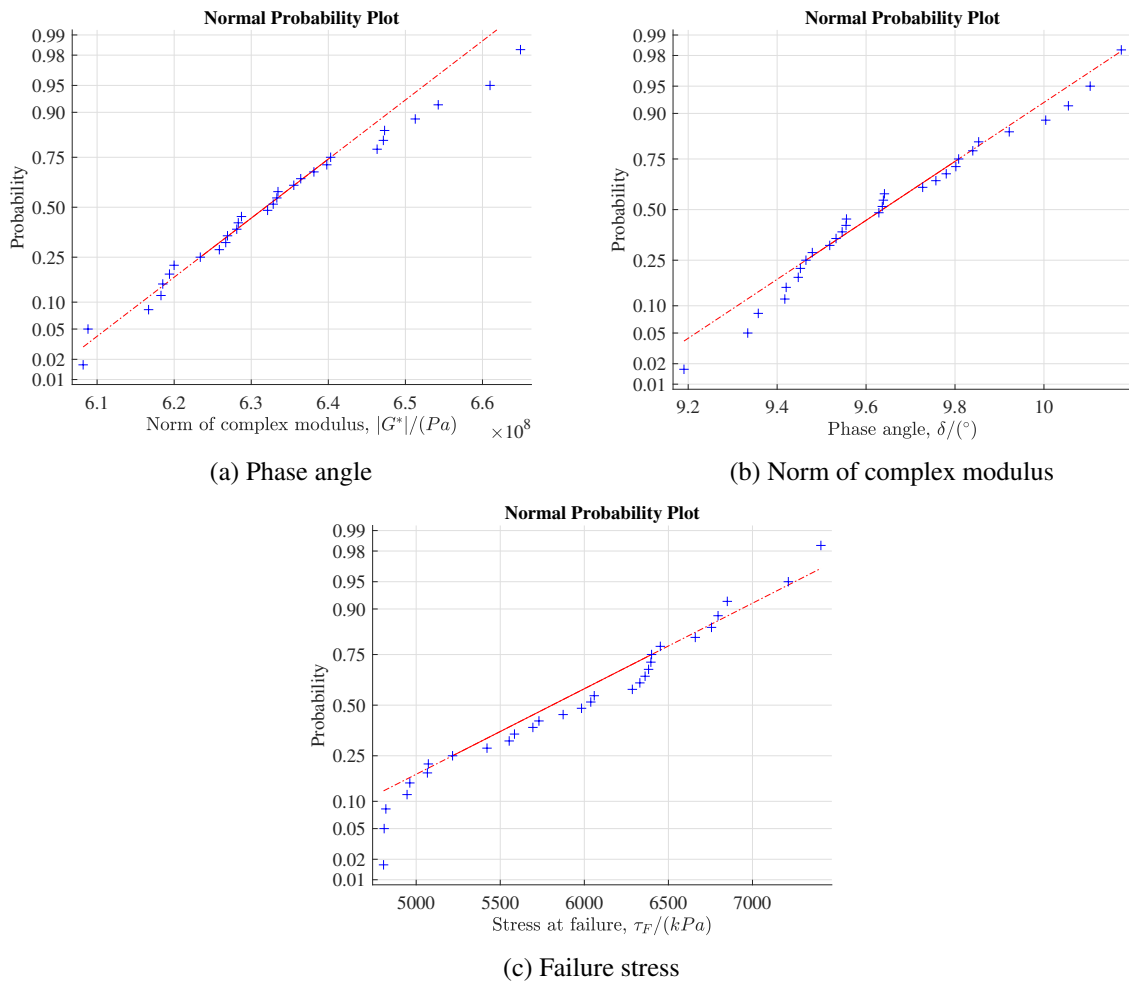 Normal Probability Plot
0.99
0.98
0.95
0.90
0.75
0.50
0.25
0.10
0.05
0.02
0.01
Probability
6.1 6.2 6.3 6.4 6.5 6.6
×10⁸
Norm of complex modulus, |G*|/(Pa)
(a) Phase angle
Normal Probability Plot
0.99
0.98
0.95
0.90
0.75
0.50
0.25
0.10
0.05
0.02
0.01
Probability
9.2 9.4 9.6 9.8 10
Phase angle, δ/(°)
(b) Norm of complex modulus
Normal Probability Plot
0.99
0.98
0.95
0.90
0.75
0.50
0.25
0.10
0.05
0.02
0.01
Probability
5000 5500 6000 6500 7000
Stress at failure, τ_F/(kPa)
(c) Failure stress